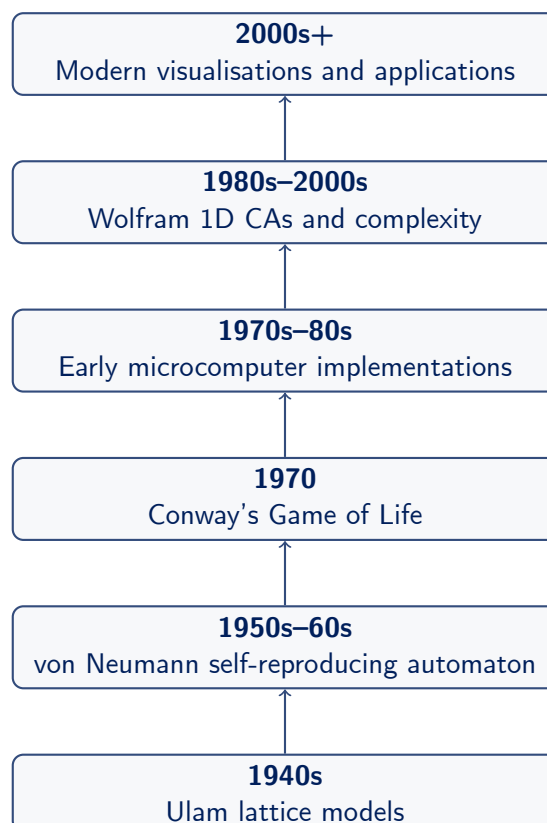 2000s+
Modern visualisations and applications
1980s–2000s
Wolfram 1D CAs and complexity
1970s–80s
Early microcomputer implementations
1970
Conway's Game of Life
1950s–60s
von Neumann self-reproducing automaton
1940s
Ulam lattice models